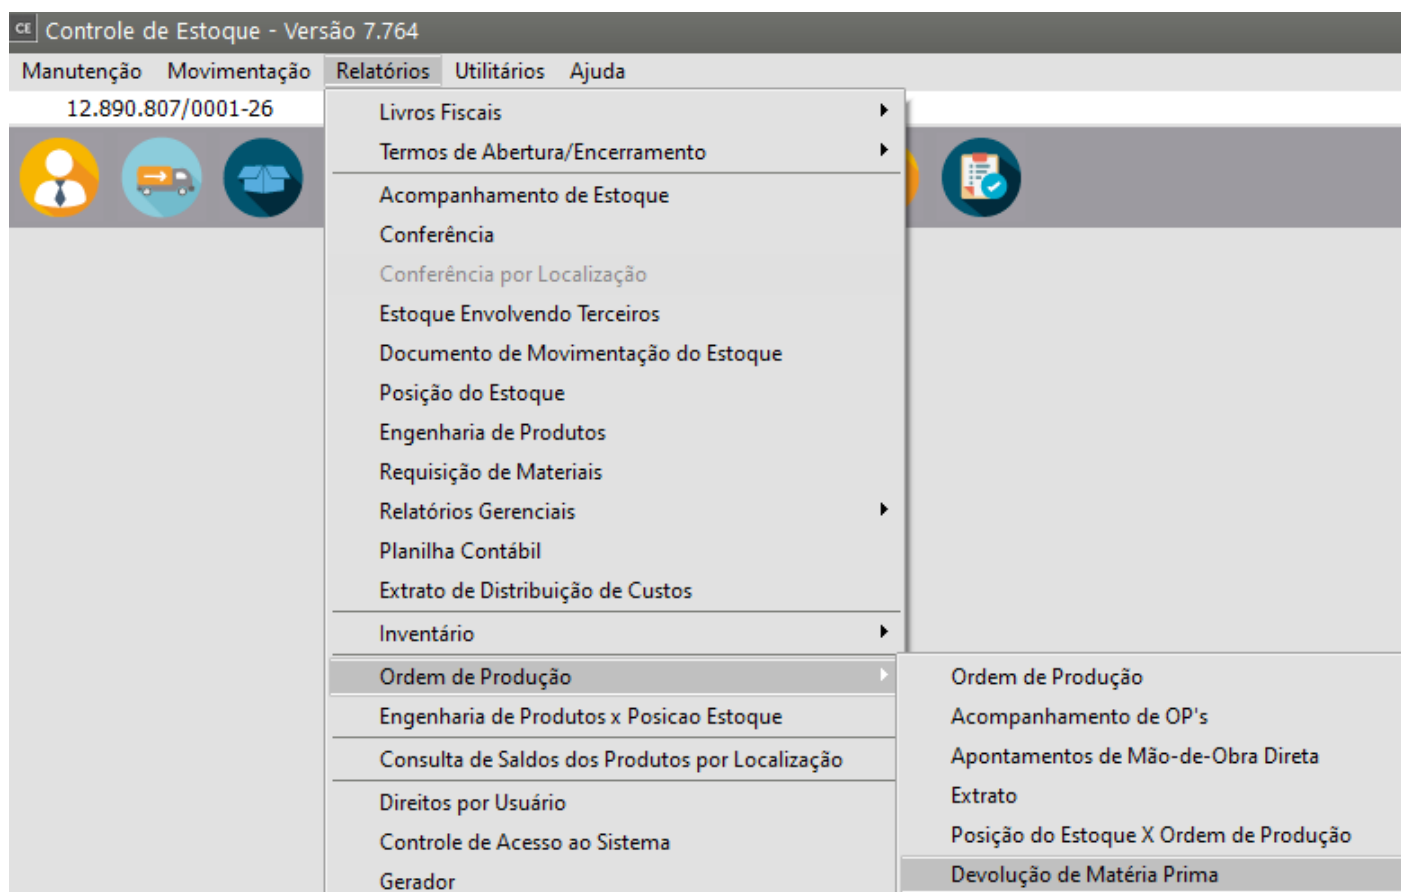 CE Controle de Estoque - Versão 7.764
Manutenção Movimentação Relatórios Utilitários Ajuda
12.890.807/0001-26
Livros Fiscais
Termos de Abertura/Encerramento
Acompanhamento de Estoque
Conferência
Conferência por Localização
Estoque Envolvendo Terceiros
Documento de Movimentação do Estoque
Posição do Estoque
Engenharia de Produtos
Requisição de Materiais
Relatórios Gerenciais
Planilha Contábil
Extrato de Distribuição de Custos
Inventário
Ordem de Produção
Engenharia de Produtos x Posicao Estoque
Consulta de Saldos dos Produtos por Localização
Direitos por Usuário
Controle de Acesso ao Sistema
Gerador
Ordem de Produção
Acompanhamento de OP's
Apontamentos de Mão-de-Obra Direta
Extrato
Posição do Estoque X Ordem de Produção
Devolução de Matéria Prima